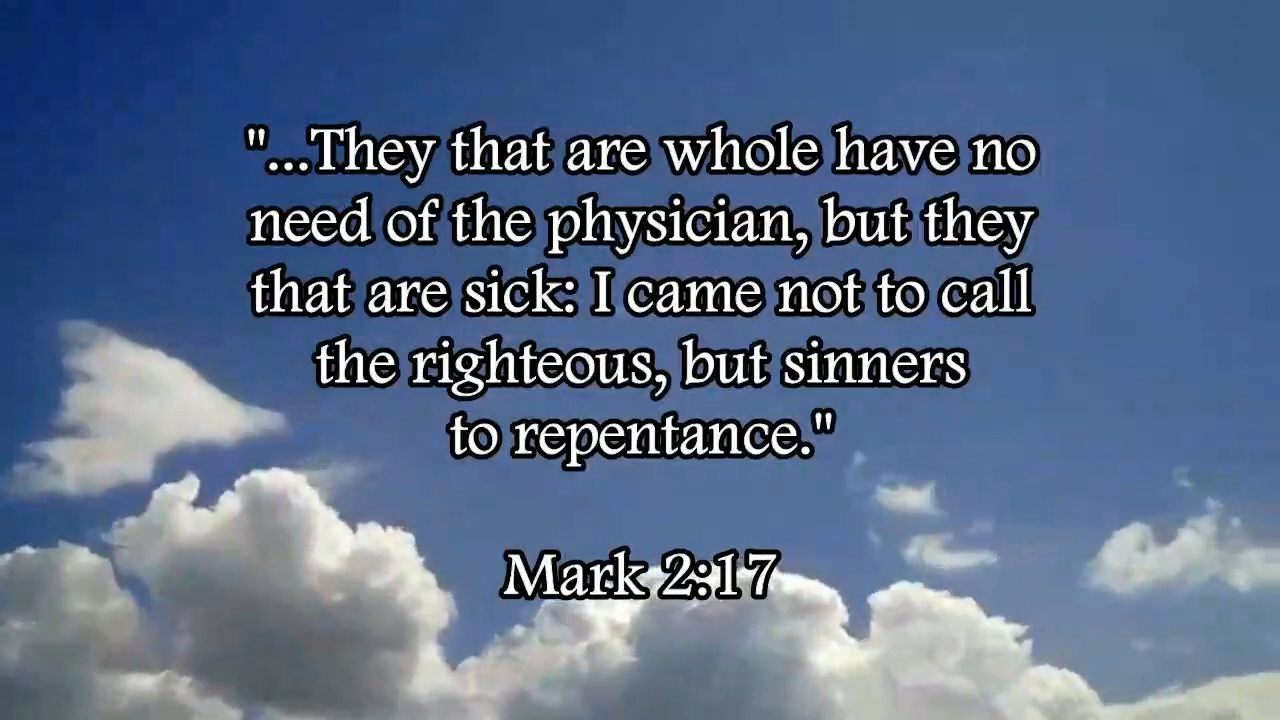 "...They that are whole have no
need of the physician, but they
that are sick: I came not to call
the righteous, but sinners
to repentance."
Mark 2:17